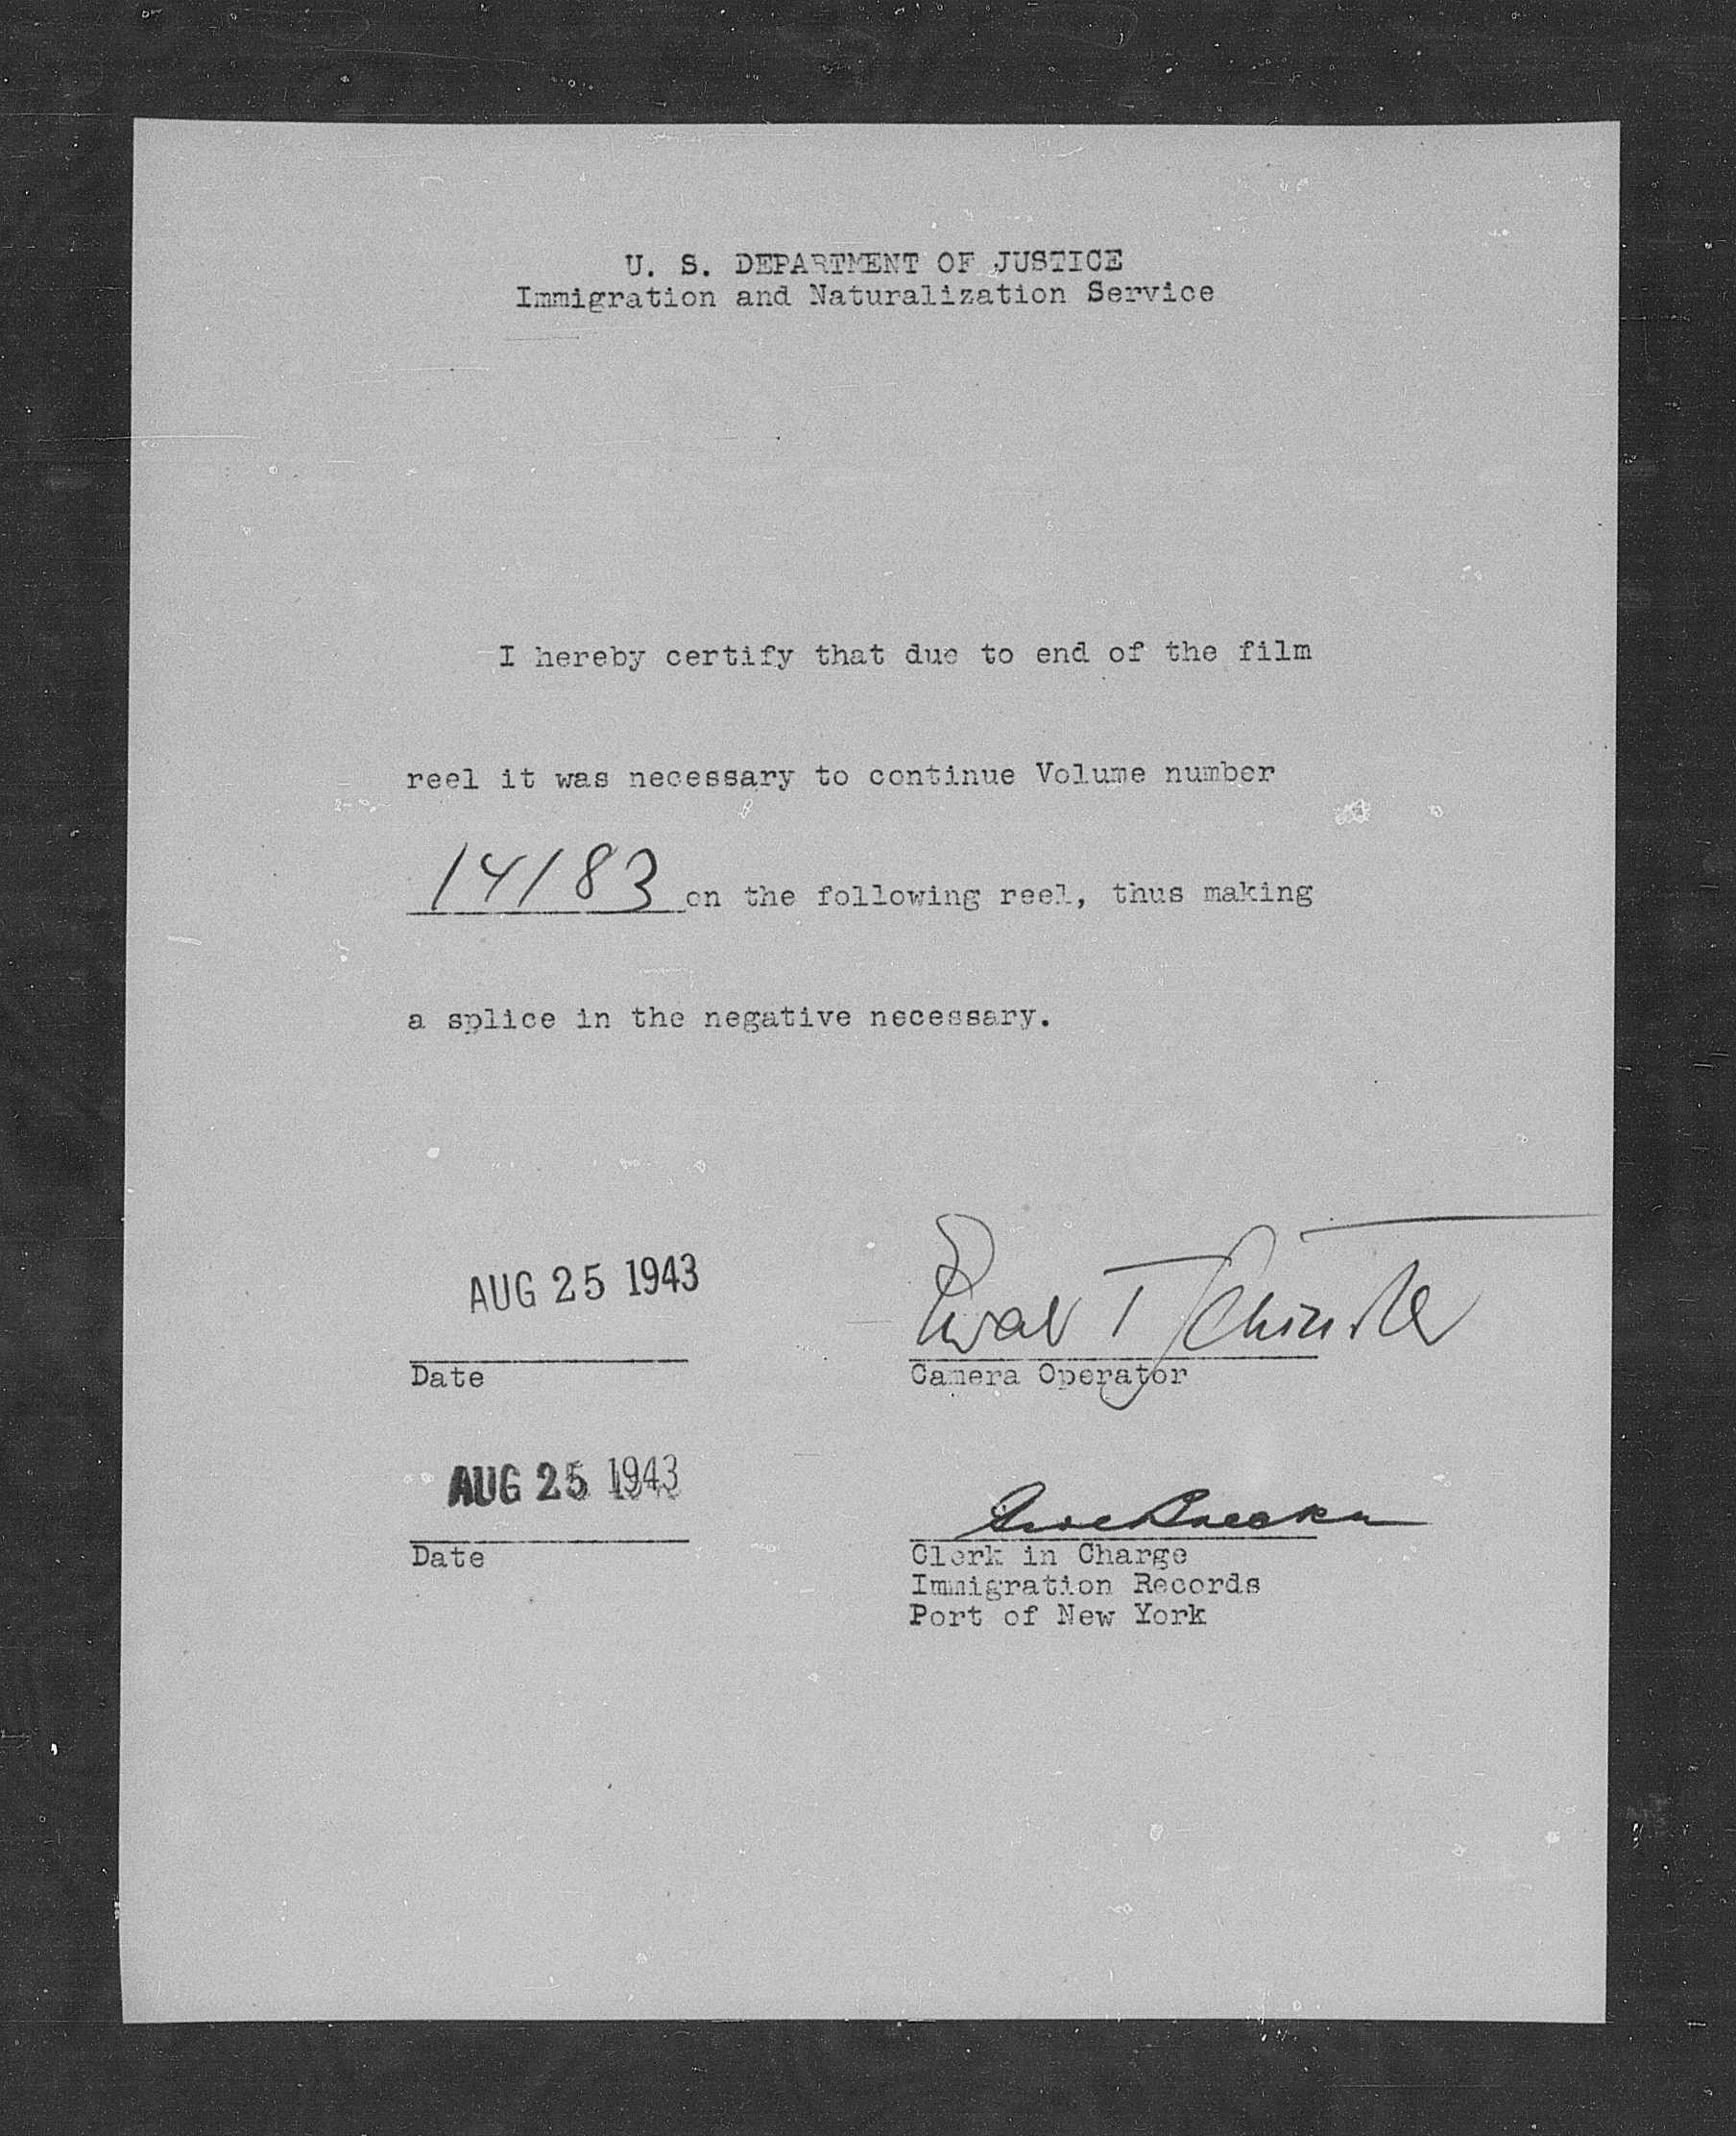 U. S. DEPARTMENT OF JUSTICE
Immigration and Naturalization Service
I hereby certify that due to end of the film
reel it was necessary to continue Volume number
14183 on the following reel, thus making
a splice in the negative necessary.
AUG 25 1943
Date
Camera Operator
AUG 25 1943
Date
Clerk in Charge
Immigration Records
Port of New York